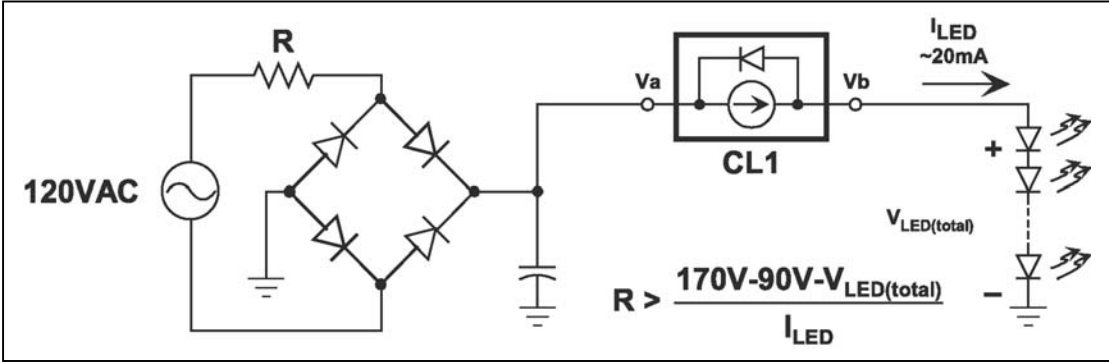 R
120VAC
Va
Vb
CL1
I_LED
~20mA
+
V_LED(total)
−
R > 170V-90V-V_LED(total)
I_LED